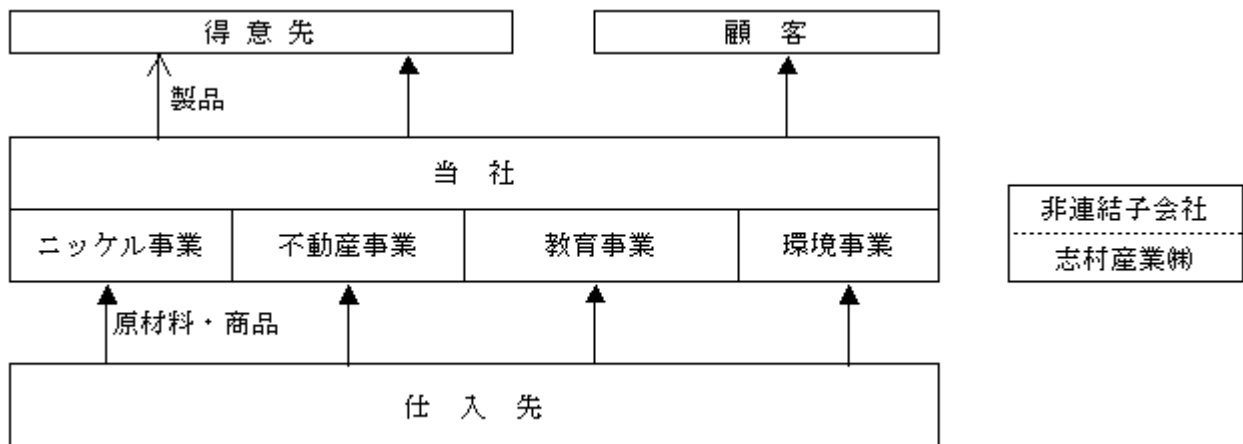 得意先 顧客
製品
当社
ニッケル事業 不動産事業 教育事業 環境事業
原材料・商品
仕入先
非連結子会社
志村産業㈱